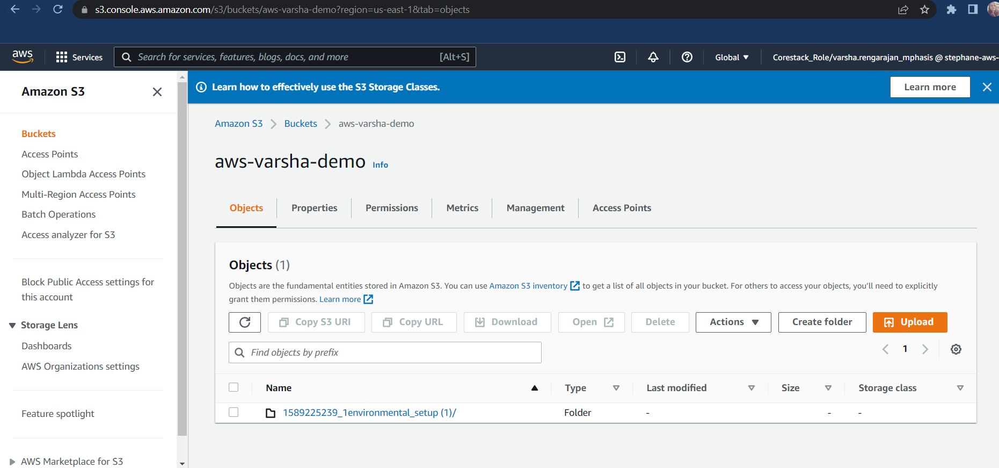 s3.console.aws.amazon.com/s3/buckets/aws-varsha-demo?region=us-east-1&tab=objects
aws Services Search for services, features, blogs, docs, and more [Alt+S] Global Corestack_Role/varsha.rengarajan_mphasis @ stephane-aws-
Amazon S3
Buckets
Access Points
Object Lambda Access Points
Multi-Region Access Points
Batch Operations
Access analyzer for S3
Block Public Access settings for
this account
Storage Lens
Dashboards
AWS Organizations settings
Feature spotlight
AWS Marketplace for S3
Learn how to effectively use the S3 Storage Classes. Learn more
Amazon S3 Buckets aws-varsha-demo
aws-varsha-demo Info
Objects Properties Permissions Metrics Management Access Points
Objects (1)
Objects are the fundamental entities stored in Amazon S3. You can use Amazon S3 inventory to get a list of all objects in your bucket. For others to access your objects, you'll need to explicitly
grant them permissions. Learn more
Copy S3 URI Copy URL Download Open Delete Actions Create folder Upload
Find objects by prefix 1
Name Type Last modified Size Storage class
1589225239_1environmental_setup (1)/ Folder - - -